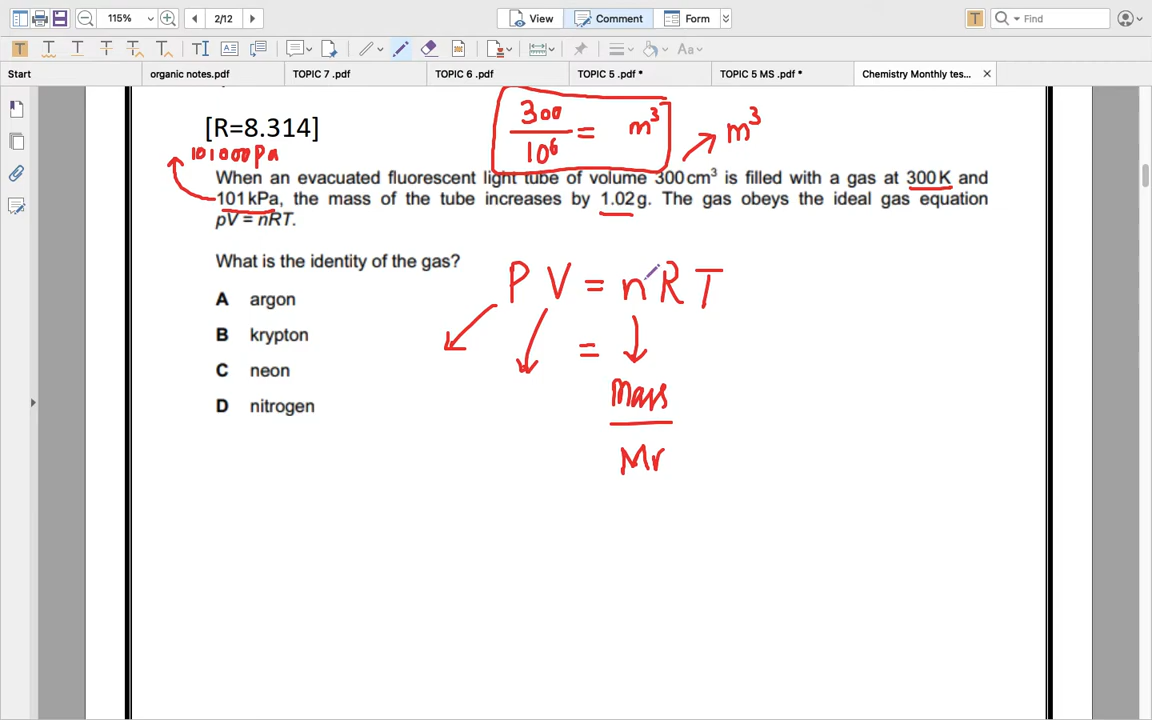 115% 2/12 View Comment Form Find
Start organic notes.pdf TOPIC 7 .pdf TOPIC 6 .pdf TOPIC 5 .pdf * TOPIC 5 MS .pdf * Chemistry Monthly tes...
300
10⁶ = m³
m³
[R=8.314]
101000 Pa
When an evacuated fluorescent light tube of volume 300 cm³ is filled with a gas at 300 K and
101 kPa, the mass of the tube increases by 1.02 g. The gas obeys the ideal gas equation
pV = nRT.
What is the identity of the gas?
P V = n R T
A argon
B krypton
=
C neon
Mass
D nitrogen
Mr